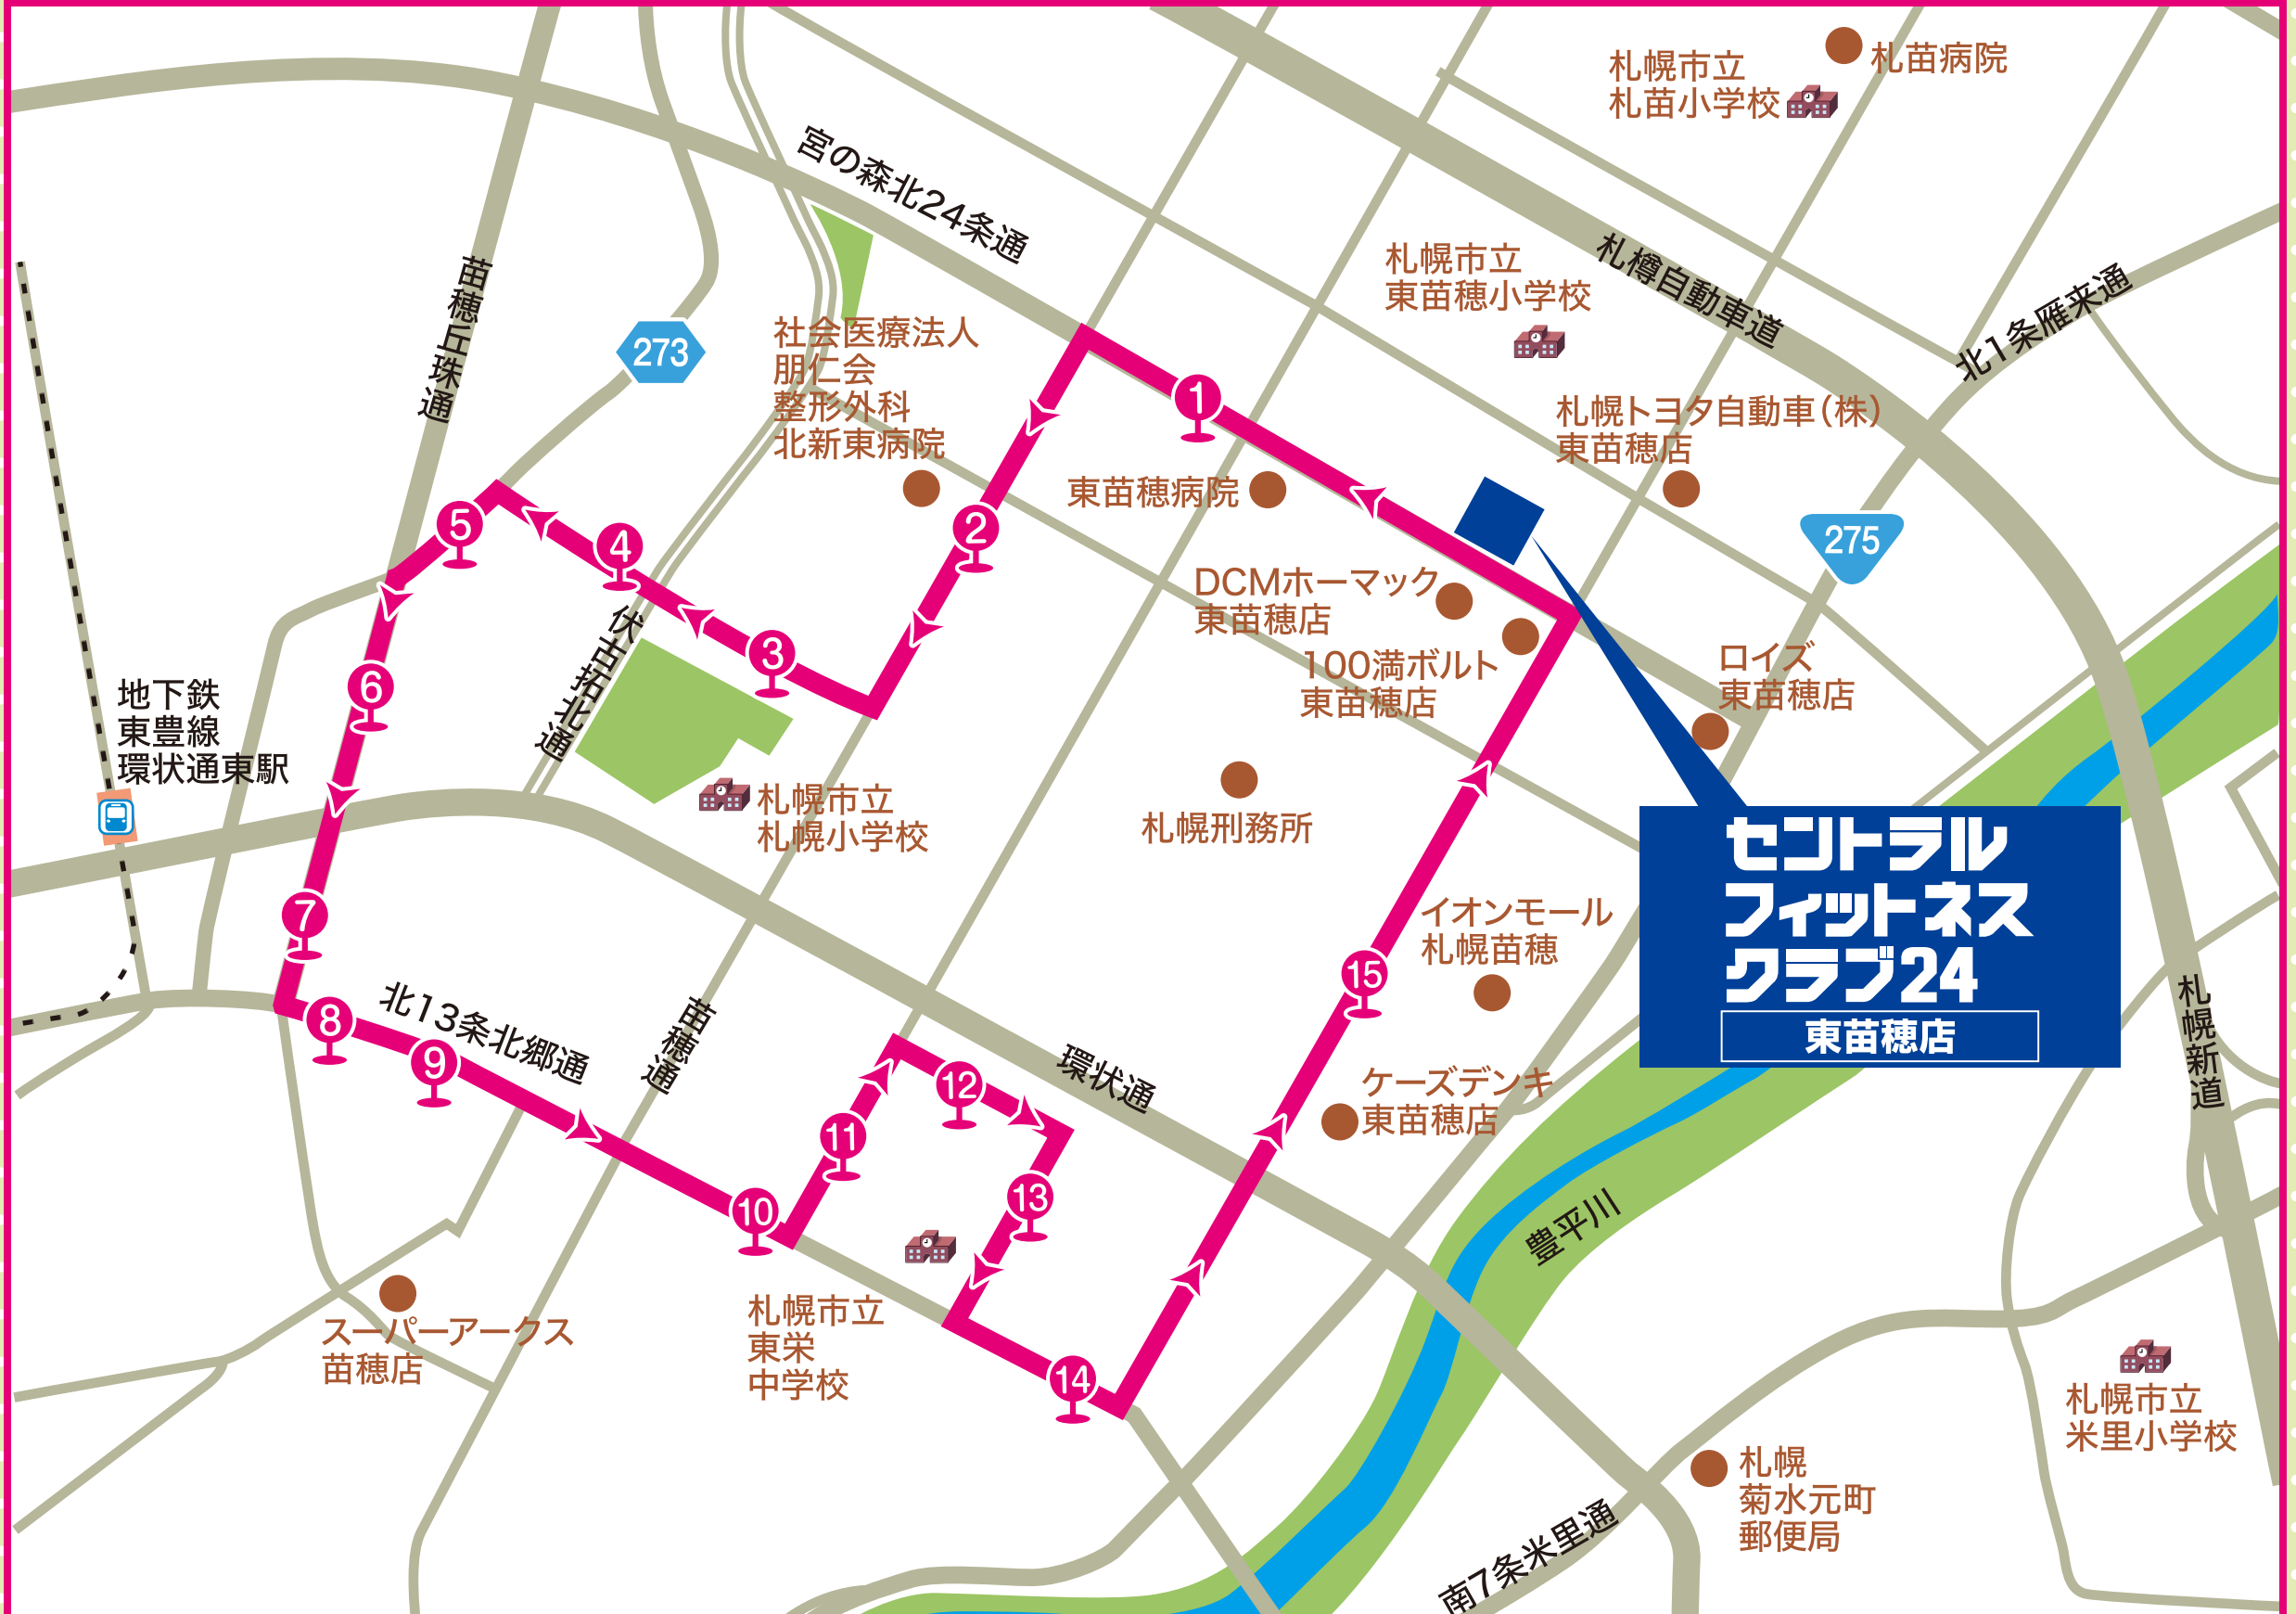 札幌市立
札苗小学校
札苗病院
宮の森北24条通
札幌市立
東苗穂小学校
札樽自動車道
北1条雁来通
苗穂丘珠通
273
社会医療法人
朋仁会
整形外科
北新東病院
1
札幌トヨタ自動車(株)
東苗穂店
東苗穂病院
2
5
4
275
DCMホーマック
東苗穂店
伏古拓北通
3
100満ボルト
東苗穂店
ロイズ
東苗穂店
6
地下鉄
東豊線
環状通東駅
札幌市立
札幌小学校
札幌刑務所
セントラル
フィットネス
クラブ24
東苗穂店
7
イオンモール
札幌苗穂
15
札幌新道
8
9
北13条北郷通
苗穂通
環状通
12
11
ケーズデンキ
東苗穂店
10
13
豊平川
札幌市立
東栄
中学校
スーパーアークス
苗穂店
14
札幌市立
米里小学校
札幌
菊水元町
郵便局
南7条米里通